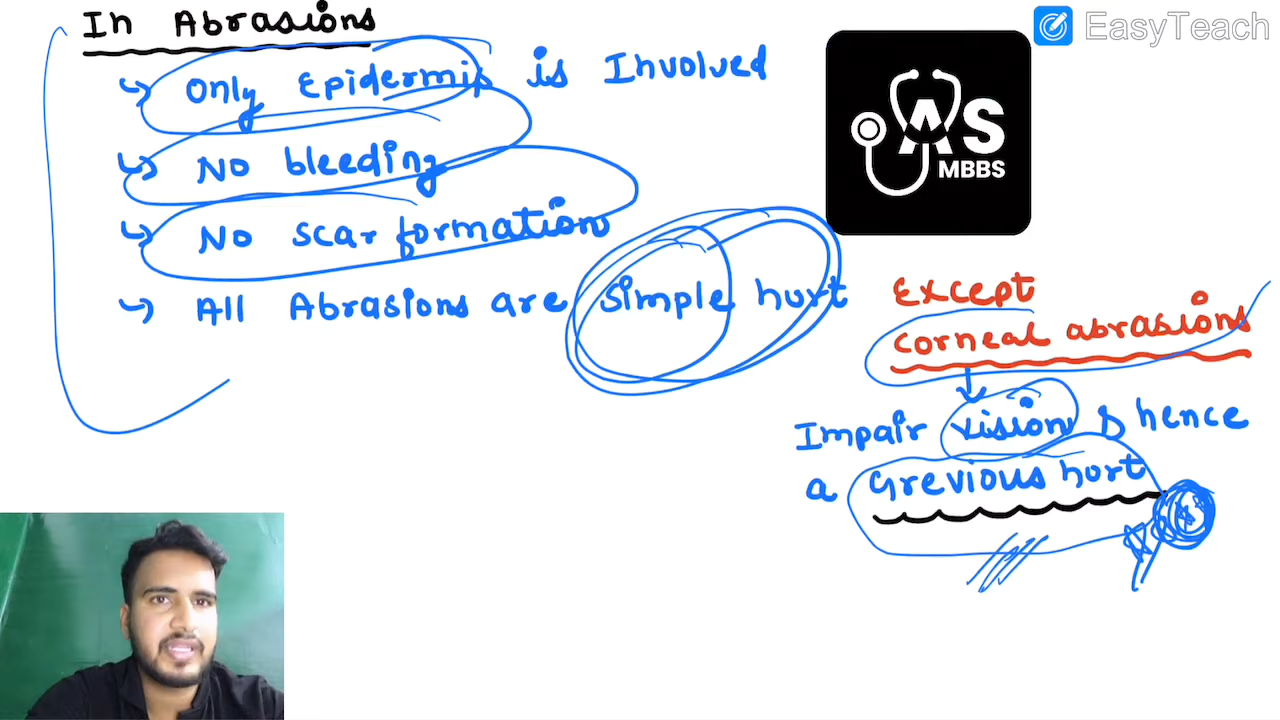 In Abrasions
↳ Only Epidermis is Involved
↳ No bleeding
↳ No scar formation
↳ All Abrasions are simple hurt
EasyTeach
AS
MBBS
Except
corneal abrasions
Impair vision & hence
a Grevious hurt